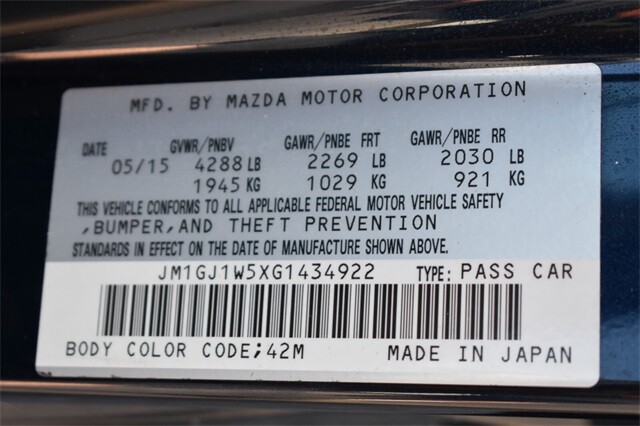 MFD. BY MAZDA MOTOR CORPORATION
DATE GVWR/PNBV GAWR/PNBE FRT GAWR/PNBE RR
05/15 4288 LB 2269 LB 2030 LB
1945 KG 1029 KG 921 KG
THIS VEHICLE CONFORMS TO ALL APPLICABLE FEDERAL MOTOR VEHICLE SAFETY
,BUMPER,AND THEFT PREVENTION
STANDARDS IN EFFECT ON THE DATE OF MANUFACTURE SHOWN ABOVE.
JM1GJ1W5XG1434922 TYPE: PASS CAR
BODY COLOR CODE;42M MADE IN JAPAN